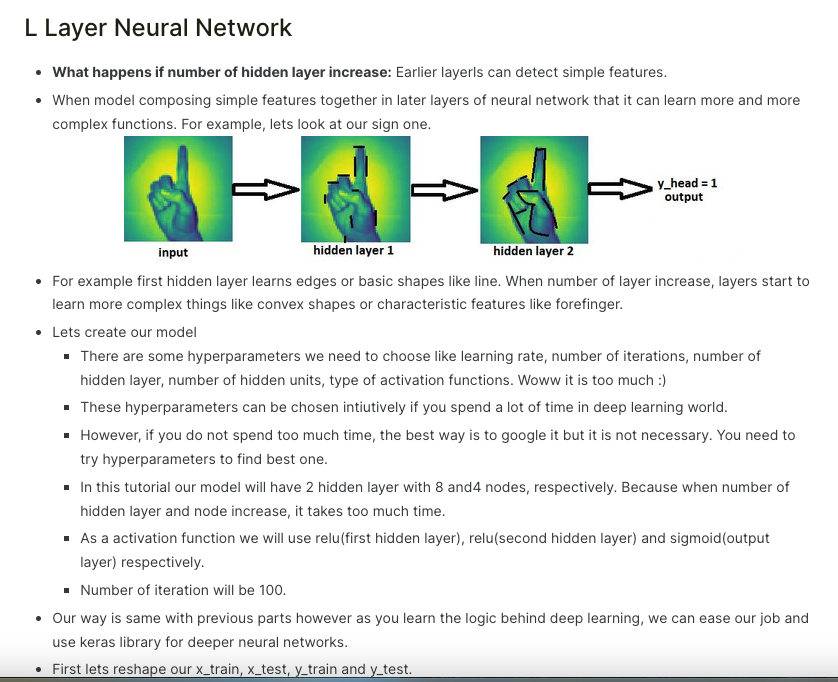 L Layer Neural Network
What happens if number of hidden layer increase: Earlier layerls can detect simple features.
When model composing simple features together in later layers of neural network that it can learn more and more
complex functions. For example, lets look at our sign one.
y_head = 1
output
input
hidden layer 1
hidden layer 2
For example first hidden layer learns edges or basic shapes like line. When number of layer increase, layers start to
learn more complex things like convex shapes or characteristic features like forefinger.
Lets create our model
There are some hyperparameters we need to choose like learning rate, number of iterations, number of
hidden layer, number of hidden units, type of activation functions. Woww it is too much :)
These hyperparameters can be chosen intiutively if you spend a lot of time in deep learning world.
However, if you do not spend too much time, the best way is to google it but it is not necessary. You need to
try hyperparameters to find best one.
In this tutorial our model will have 2 hidden layer with 8 and4 nodes, respectively. Because when number of
hidden layer and node increase, it takes too much time.
As a activation function we will use relu(first hidden layer), relu(second hidden layer) and sigmoid(output
layer) respectively.
Number of iteration will be 100.
Our way is same with previous parts however as you learn the logic behind deep learning, we can ease our job and
use keras library for deeper neural networks.
First lets reshape our x_train, x_test, y_train and y_test.